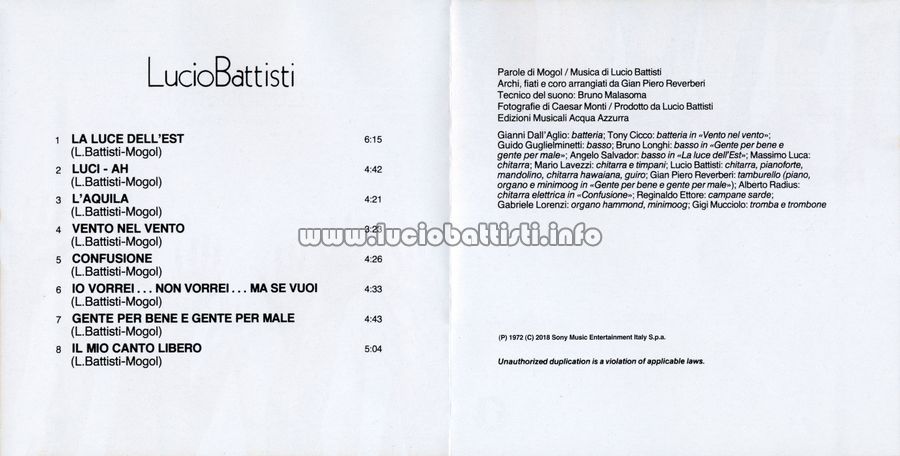 LucioBattisti
1 LA LUCE DELL'EST 6:15
(L.Battisti-Mogol)
2 LUCI - AH 4:42
(L.Battisti-Mogol)
3 L'AQUILA 4:21
(L.Battisti-Mogol)
4 VENTO NEL VENTO 3:23
(L.Battisti-Mogol)
5 CONFUSIONE 4:26
(L.Battisti-Mogol)
6 IO VORREI... NON VORREI... MA SE VUOI 4:33
(L.Battisti-Mogol)
7 GENTE PER BENE E GENTE PER MALE 4:43
(L.Battisti-Mogol)
8 IL MIO CANTO LIBERO 5:04
(L.Battisti-Mogol)
www.luciobattisti.info
Parole di Mogol / Musica di Lucio Battisti
Archi, fiati e coro arrangiati da Gian Piero Reverberi
Tecnico del suono: Bruno Malasoma
Fotografie di Caesar Monti / Prodotto da Lucio Battisti
Edizioni Musicali Acqua Azzurra
Gianni Dall'Aglio: batteria; Tony Cicco: batteria in «Vento nel vento»;
Guido Guglielminetti: basso; Bruno Longhi: basso in «Gente per bene e
gente per male»; Angelo Salvador: basso in «La luce dell'Est»; Massimo Luca:
chitarra; Mario Lavezzi: chitarra e timpani; Lucio Battisti: chitarra, pianoforte,
mandolino, chitarra hawaiana, guiro; Gian Piero Reverberi: tamburello (piano,
organo e minimoog in «Gente per bene e gente per male»); Alberto Radius:
chitarra elettrica in «Confusione»; Reginaldo Ettore: campane sarde;
Gabriele Lorenzi: organo hammond, minimoog; Gigi Mucciolo: tromba e trombone
(P) 1972 (C) 2018 Sony Music Entertainment Italy S.p.a.
Unauthorized duplication is a violation of applicable laws.